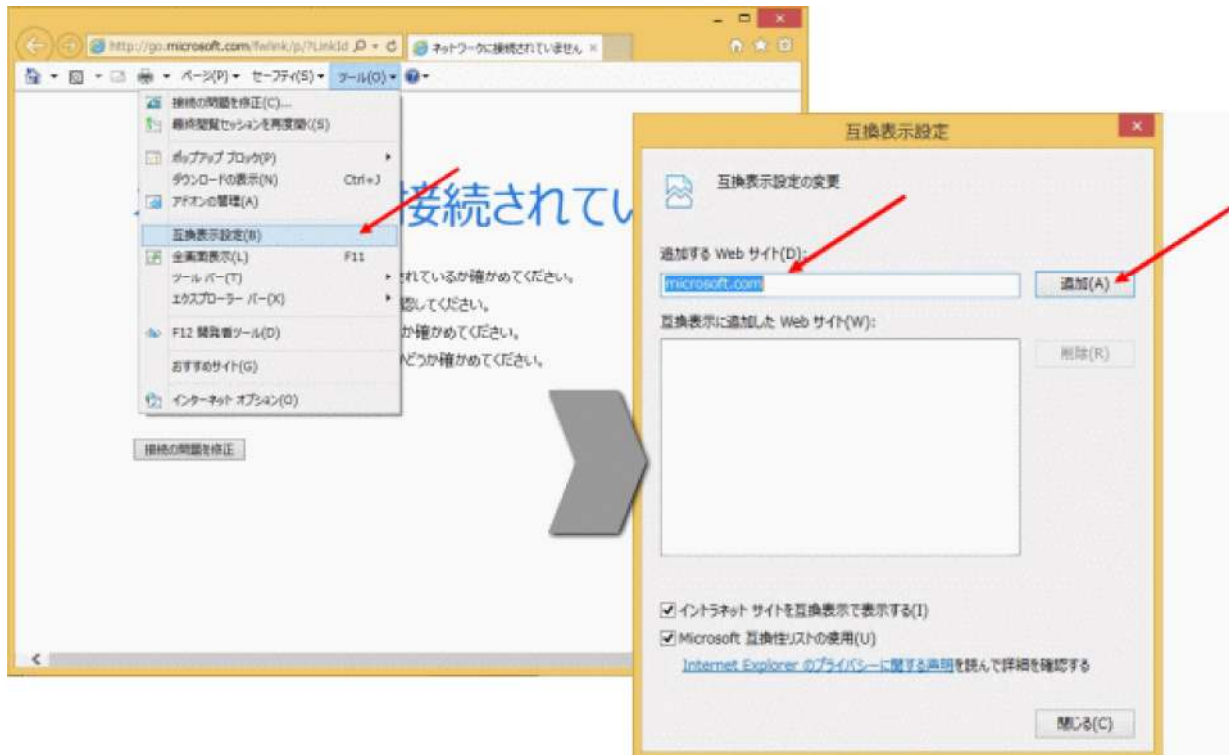 http://go.microsoft.com/fwlink/p/?LinkId
ネットワークに接続されていません
ページ(P)
セーフティ(S)
ツール(O)
接続の問題を修正(C)...
最終閲覧セッションを再度開く(S)
ポップアップ ブロック(P)
ダウンロードの表示(N) Ctrl+J
アドオンの管理(A)
互換表示設定(B)
全画面表示(L) F11
ツール バー(T)
エクスプローラー バー(X)
F12 開発者ツール(D)
おすすめサイト(G)
インターネット オプション(O)
接続されてい
されているか確かめてください。
認してください。
か確かめてください。
かどうか確かめてください。
接続の問題を修正
互換表示設定
互換表示設定の変更
追加する Web サイト(D):
microsoft.com
追加(A)
互換表示に追加した Web サイト(W):
削除(R)
イントラネット サイトを互換表示で表示する(I)
Microsoft 互換性リストの使用(U)
Internet Explorer のプライバシーに関する声明を読んで詳細を確認する
閉じる(C)